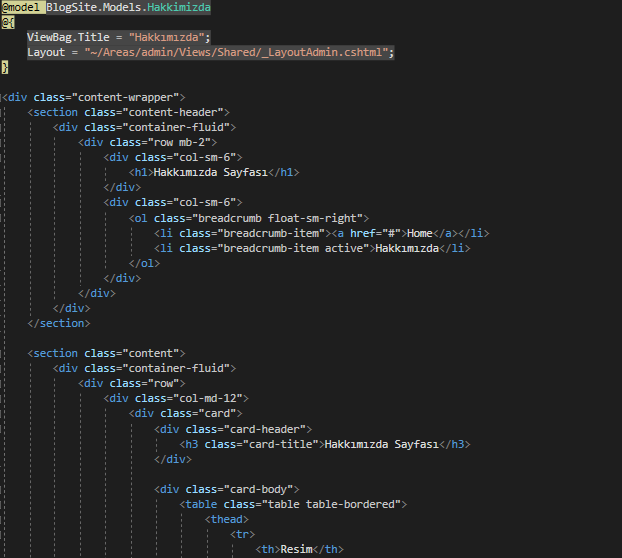 @model BlogSite.Models.Hakkimizda
@{
ViewBag.Title = "Hakkımızda";
Layout = "~/Areas/admin/Views/Shared/_LayoutAdmin.cshtml";
}
<div class="content-wrapper">
<section class="content-header">
<div class="container-fluid">
<div class="row mb-2">
<div class="col-sm-6">
<h1>Hakkımızda Sayfası</h1>
</div>
<div class="col-sm-6">
<ol class="breadcrumb float-sm-right">
<li class="breadcrumb-item"><a href="#">Home</a></li>
<li class="breadcrumb-item active">Hakkımızda</li>
</ol>
</div>
</div>
</div>
</section>
<section class="content">
<div class="container-fluid">
<div class="row">
<div class="col-md-12">
<div class="card">
<div class="card-header">
<h3 class="card-title">Hakkımızda Sayfası</h3>
</div>
<div class="card-body">
<table class="table table-bordered">
<thead>
<tr>
<th>Resim</th>